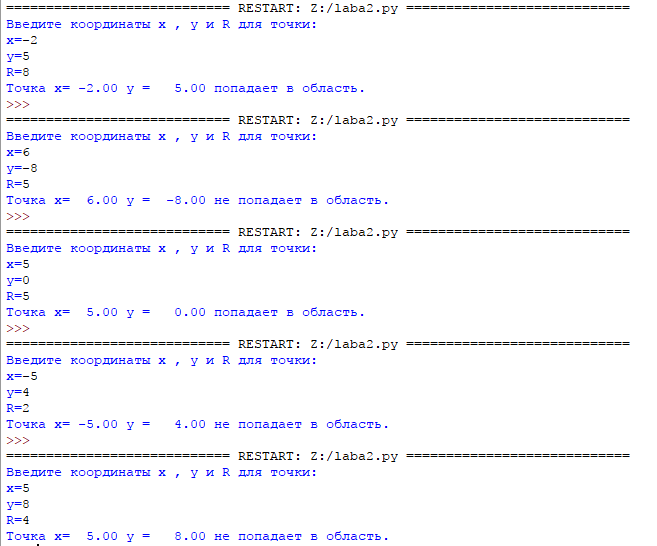 ============================ RESTART: Z:/laba2.py ============================
Введите координаты x , y и R для точки:
x=-2
y=5
R=8
Точка x= -2.00 y =   5.00 попадает в область.
>>>
============================ RESTART: Z:/laba2.py ============================
Введите координаты x , y и R для точки:
x=6
y=-8
R=5
Точка x=  6.00 y =  -8.00 не попадает в область.
>>>
============================ RESTART: Z:/laba2.py ============================
Введите координаты x , y и R для точки:
x=5
y=0
R=5
Точка x=  5.00 y =   0.00 попадает в область.
>>>
============================ RESTART: Z:/laba2.py ============================
Введите координаты x , y и R для точки:
x=-5
y=4
R=2
Точка x= -5.00 y =   4.00 не попадает в область.
>>>
============================ RESTART: Z:/laba2.py ============================
Введите координаты x , y и R для точки:
x=5
y=8
R=4
Точка x=  5.00 y =   8.00 не попадает в область.